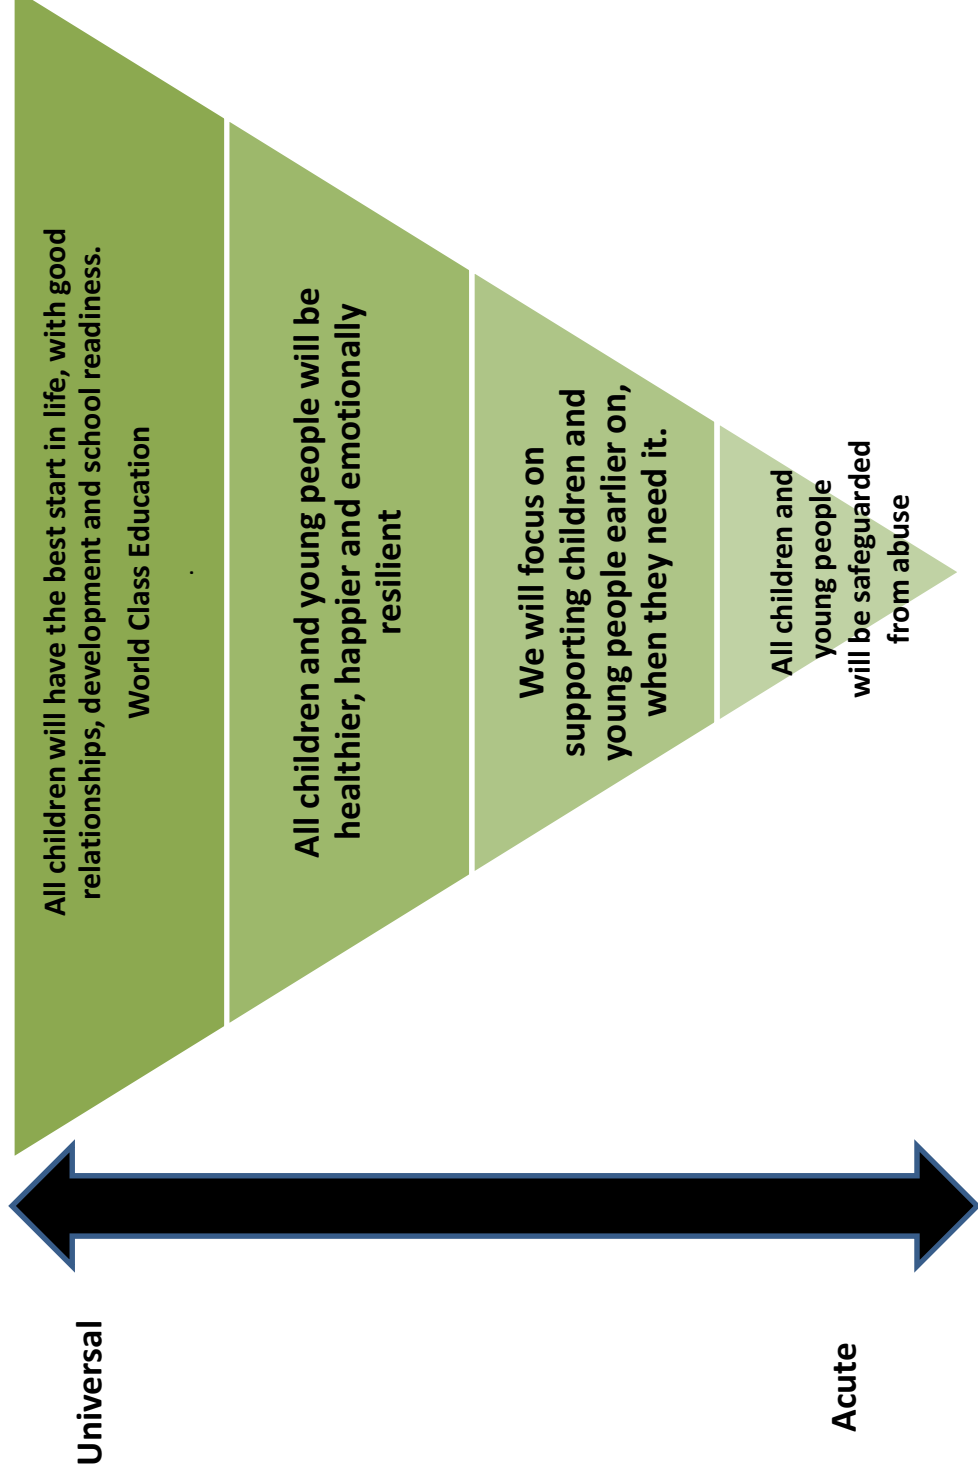 All children will have the best start in life, with good
relationships, development and school readiness.
World Class Education
.
All children and young people will be
healthier, happier and emotionally
resilient
We will focus on
supporting children and
young people earlier on,
when they need it.
All children and
young people
will be safeguarded
from abuse
Universal
Acute